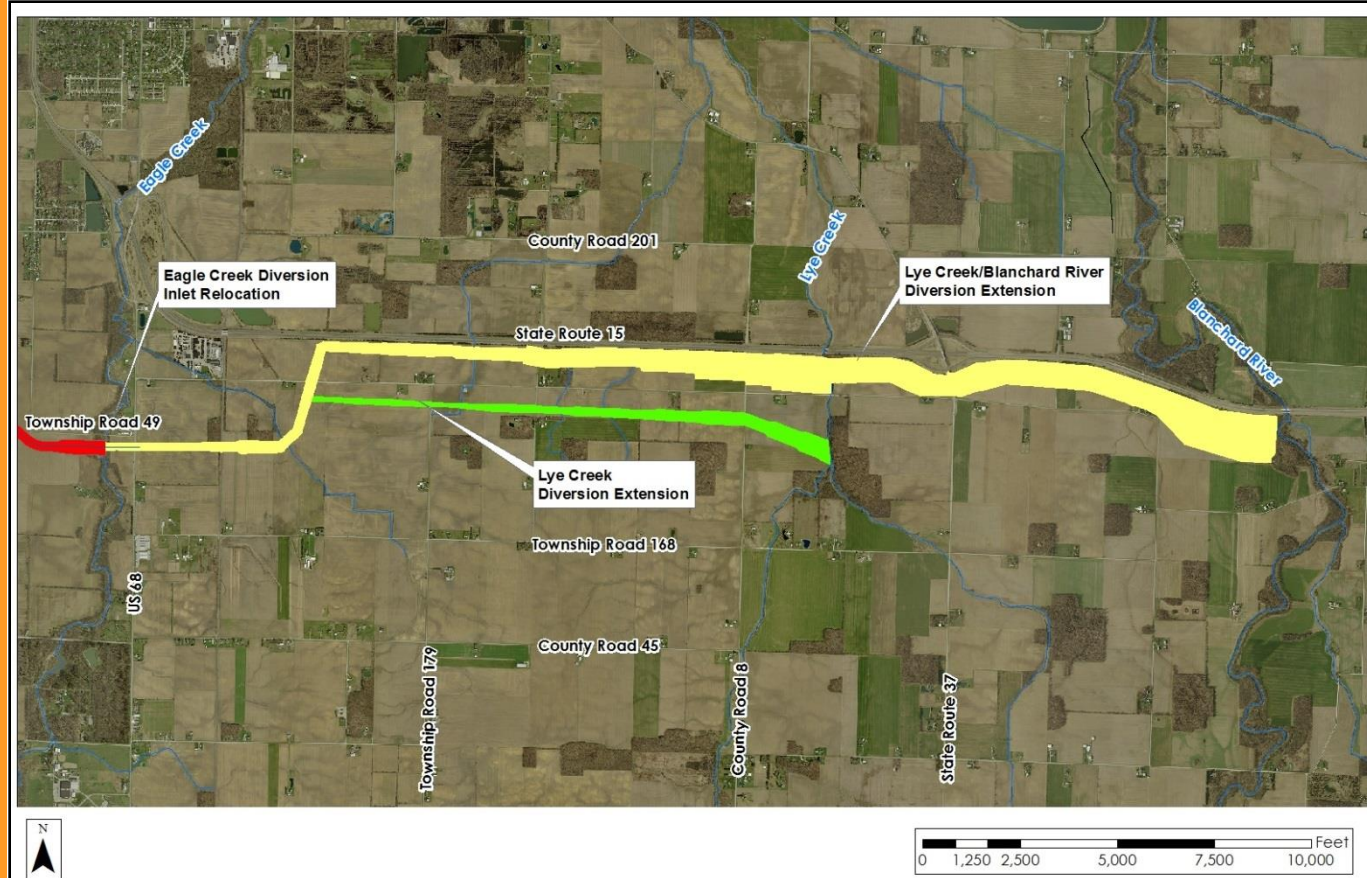 Eagle Creek
County Road 201
Lye Creek
Eagle Creek Diversion
Inlet Relocation
Lye Creek/Blanchard River
Diversion Extension
State Route 15
Blanchard River
Township Road 49
Lye Creek
Diversion Extension
Township Road 168
US 68
County Road 45
Township Road 179
County Road 8
State Route 37
N
Feet
0 1,250 2,500 5,000 7,500 10,000